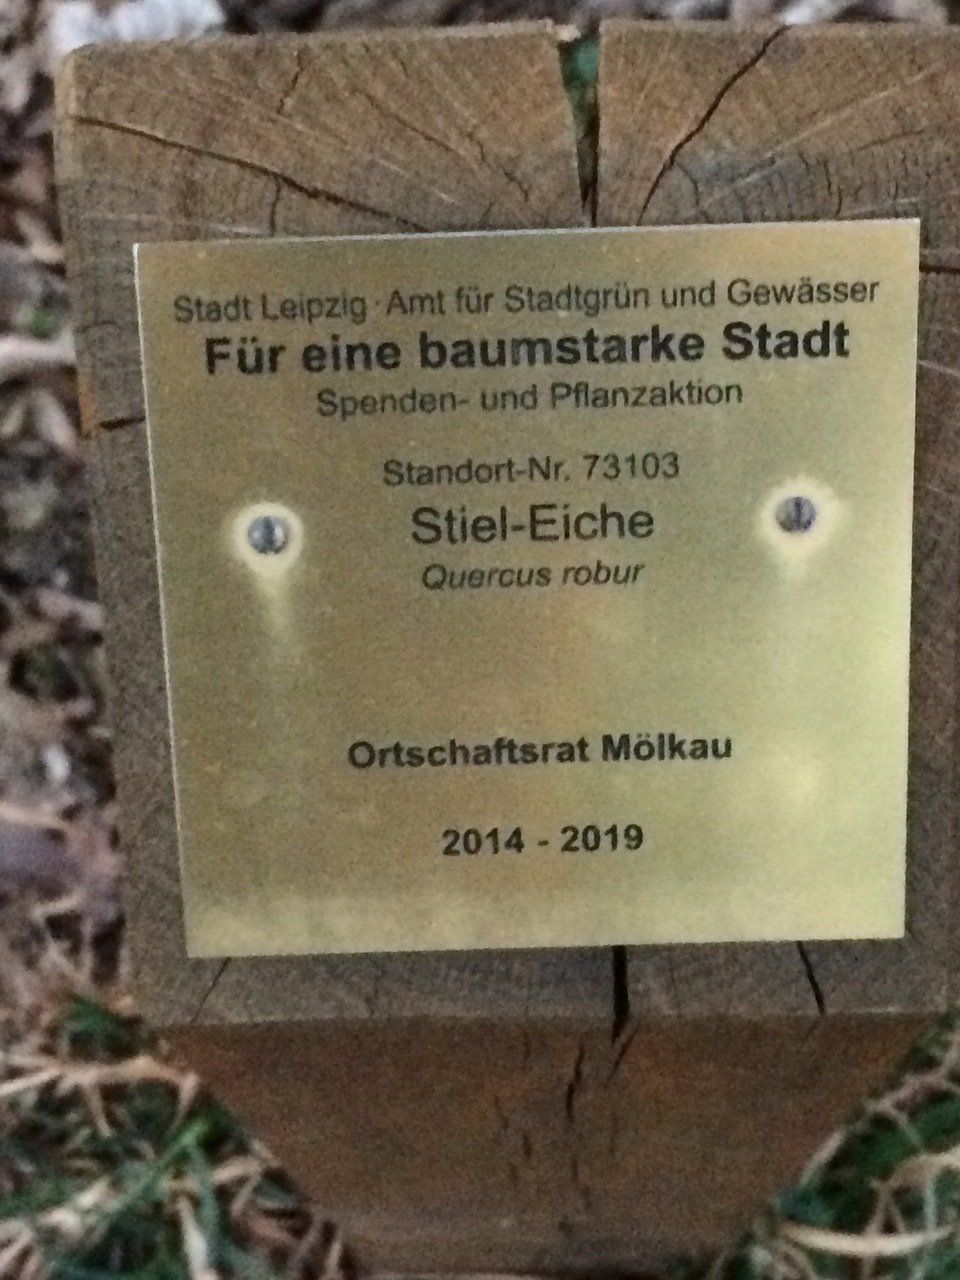 Stadt Leipzig · Amt für Stadtgrün und Gewässer
Für eine baumstarke Stadt
Spenden- und Pflanzaktion
Standort-Nr. 73103
Stiel-Eiche
Quercus robur
Ortschaftsrat Mölkau
2014 - 2019